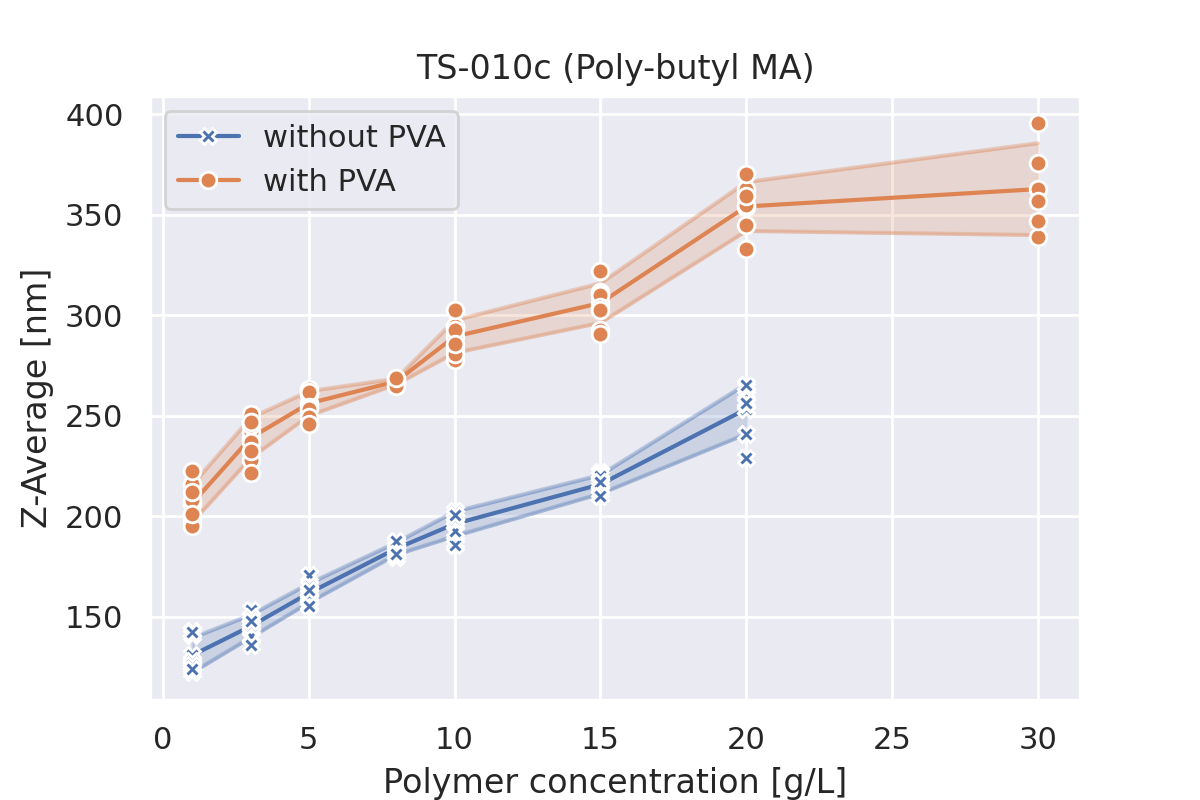 TS-010c (Poly-butyl MA)
without PVA
with PVA
Z-Average [nm]
400
350
300
250
200
150
0 5 10 15 20 25 30
Polymer concentration [g/L]